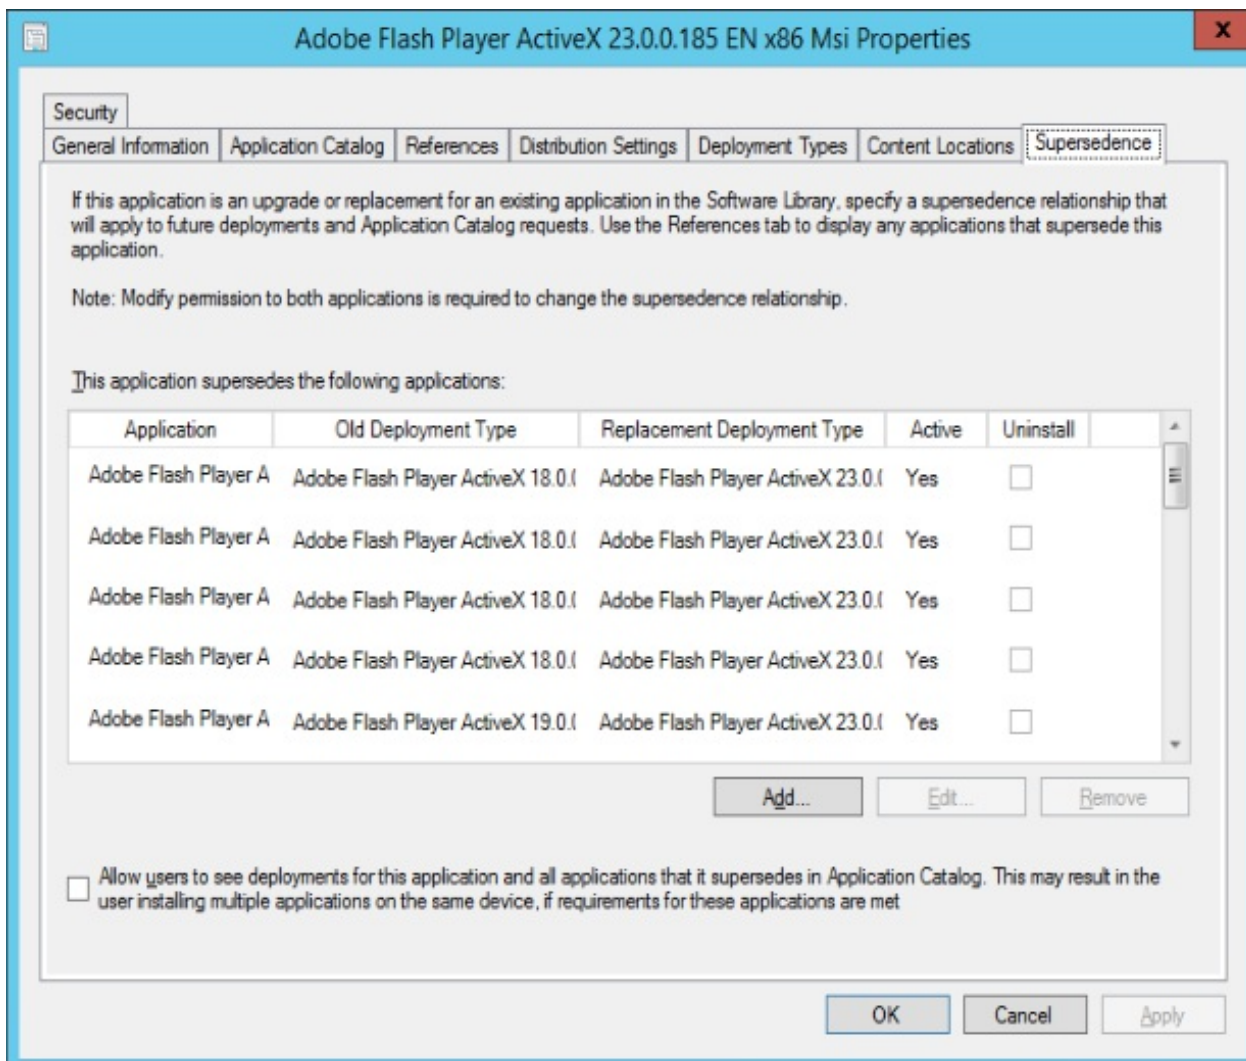 Adobe Flash Player ActiveX 23.0.0.185 EN x86 Msi Properties
x
Security
General Information Application Catalog References Distribution Settings Deployment Types Content Locations Supersedence
If this application is an upgrade or replacement for an existing application in the Software Library, specify a supersedence relationship that
will apply to future deployments and Application Catalog requests. Use the References tab to display any applications that supersede this
application.
Note: Modify permission to both applications is required to change the supersedence relationship.
This application supersedes the following applications:
Application Old Deployment Type Replacement Deployment Type Active Uninstall
Adobe Flash Player A Adobe Flash Player ActiveX 18.0.( Adobe Flash Player ActiveX 23.0.( Yes
Adobe Flash Player A Adobe Flash Player ActiveX 18.0.( Adobe Flash Player ActiveX 23.0.( Yes
Adobe Flash Player A Adobe Flash Player ActiveX 18.0.( Adobe Flash Player ActiveX 23.0.( Yes
Adobe Flash Player A Adobe Flash Player ActiveX 18.0.( Adobe Flash Player ActiveX 23.0.( Yes
Adobe Flash Player A Adobe Flash Player ActiveX 19.0.( Adobe Flash Player ActiveX 23.0.( Yes
Add... Edit... Remove
Allow users to see deployments for this application and all applications that it supersedes in Application Catalog. This may result in the
user installing multiple applications on the same device, if requirements for these applications are met
OK Cancel Apply